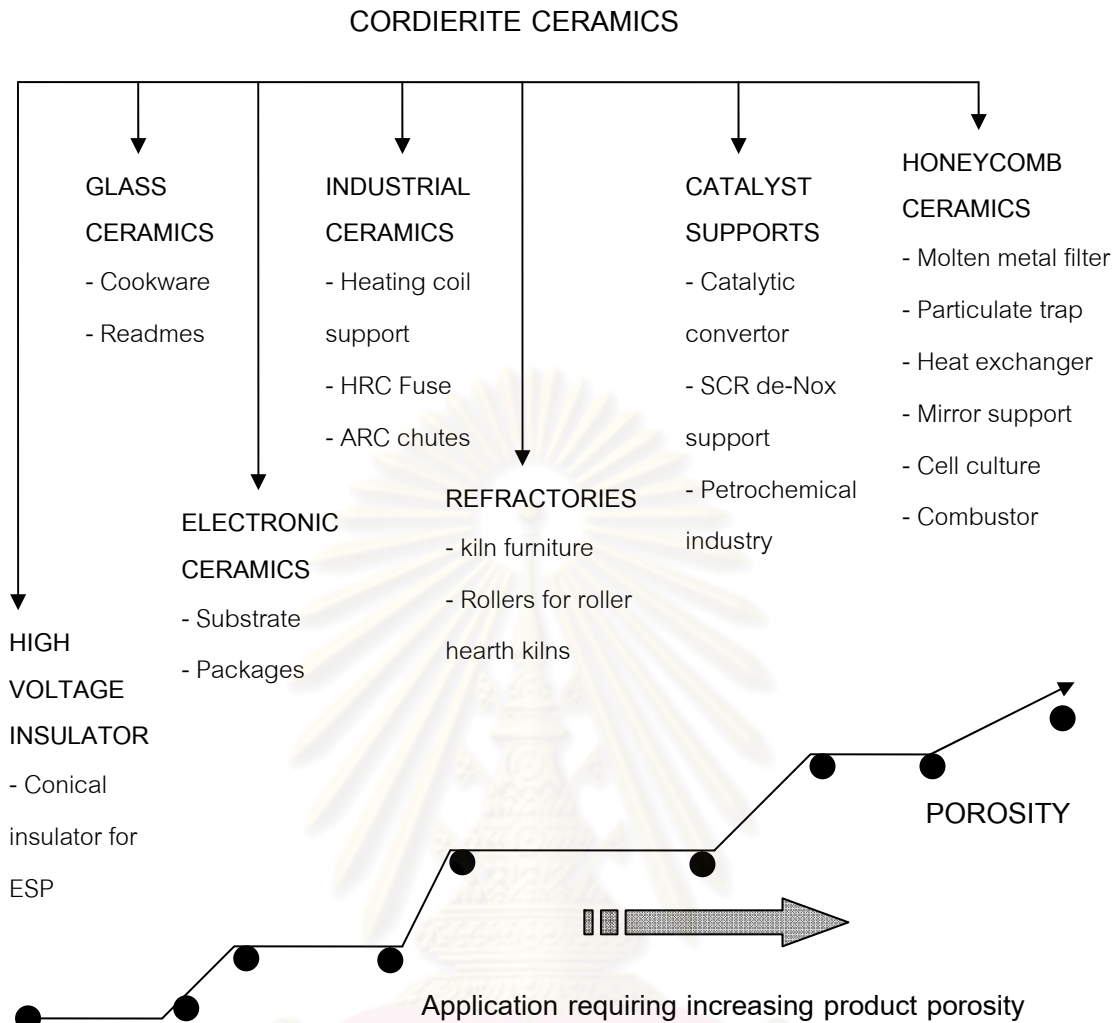 CORDIERITE CERAMICS
GLASS
CERAMICS
- Cookware
- Readmes
INDUSTRIAL
CERAMICS
- Heating coil
support
- HRC Fuse
- ARC chutes
CATALYST
SUPPORTS
- Catalytic
convertor
- SCR de-Nox
support
- Petrochemical
industry
HONEYCOMB
CERAMICS
- Molten metal filter
- Particulate trap
- Heat exchanger
- Mirror support
- Cell culture
- Combustor
HIGH
VOLTAGE
INSULATOR
- Conical
insulator for
ESP
ELECTRONIC
CERAMICS
- Substrate
- Packages
REFRACTORIES
- kiln furniture
- Rollers for roller
hearth kilns
POROSITY
Application requiring increasing product porosity